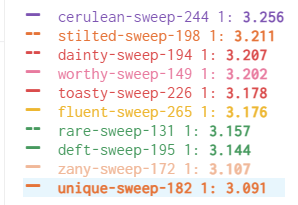 cerulean-sweep-244 1: 3.256
stilted-sweep-198 1: 3.211
dainty-sweep-194 1: 3.207
worthy-sweep-149 1: 3.202
toasty-sweep-226 1: 3.178
fluent-sweep-265 1: 3.176
rare-sweep-131 1: 3.157
deft-sweep-195 1: 3.144
zany-sweep-172 1: 3.107
unique-sweep-182 1: 3.091